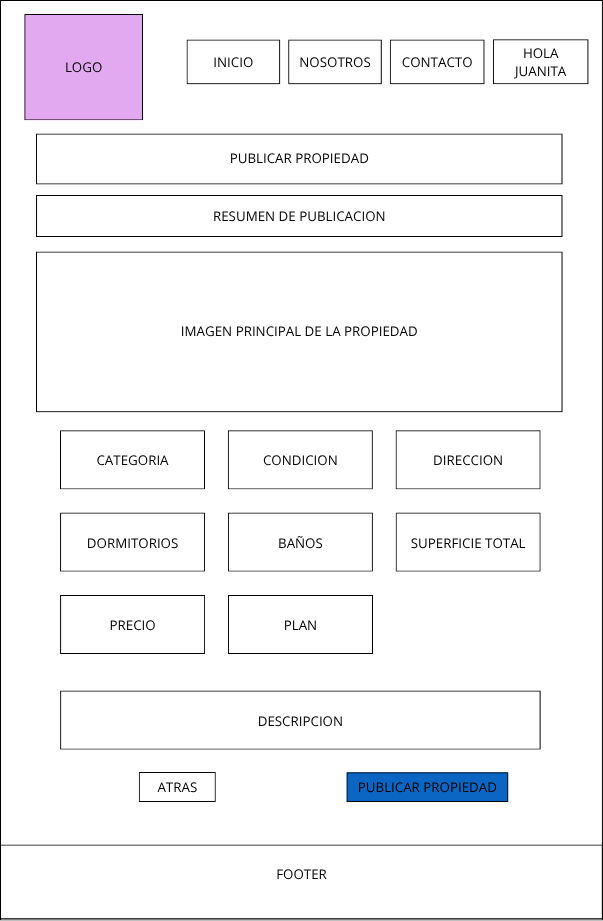 LOGO
INICIO
NOSOTROS
CONTACTO
HOLA
JUANITA
PUBLICAR PROPIEDAD
RESUMEN DE PUBLICACION
IMAGEN PRINCIPAL DE LA PROPIEDAD
CATEGORIA
CONDICION
DIRECCION
DORMITORIOS
BAÑOS
SUPERFICIE TOTAL
PRECIO
PLAN
DESCRIPCION
ATRAS
PUBLICAR PROPIEDAD
FOOTER